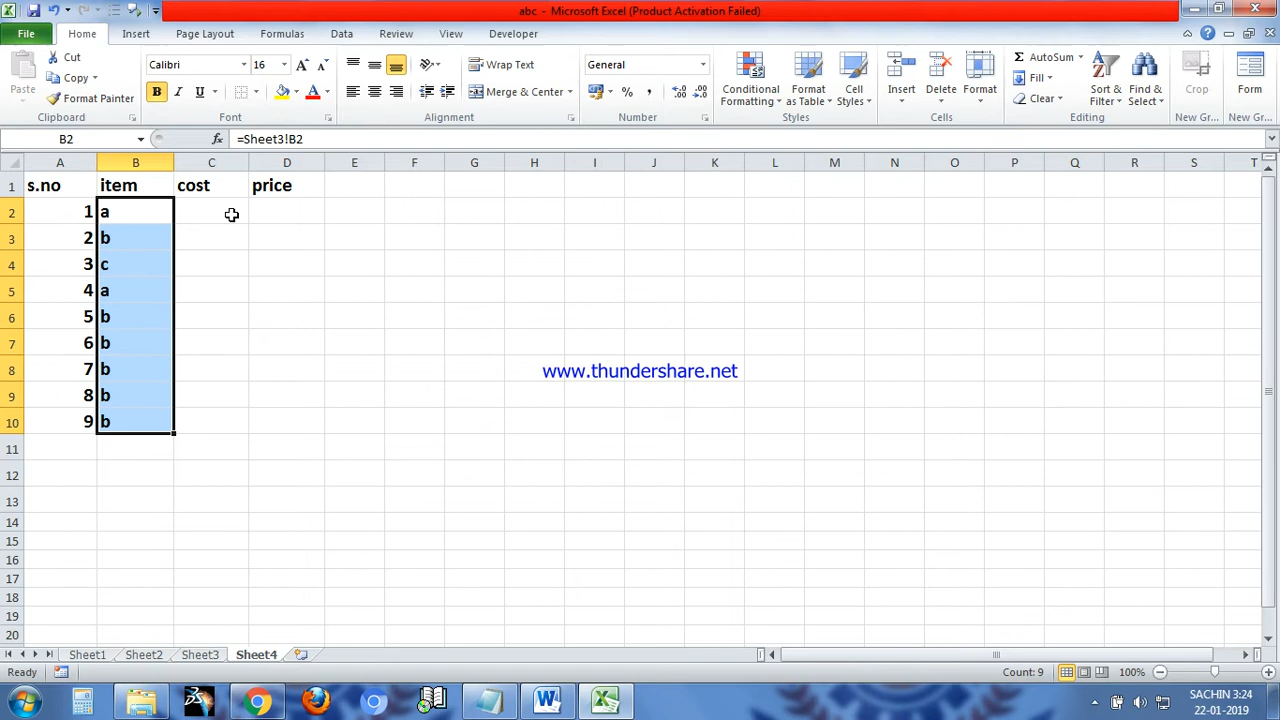 abc - Microsoft Excel (Product Activation Failed)
File Home Insert Page Layout Formulas Data Review View Developer
Paste Cut Copy Format Painter Clipboard
Calibri 16 B I U A Font
Wrap Text Merge & Center Alignment
General % , Number
Conditional Formatting Format as Table Cell Styles Styles
Insert Delete Format Cells
Σ AutoSum Fill Clear Sort & Filter Find & Select Editing
Crop New Gr... Form New Gr...
B2 fx =Sheet3!B2
A B C D E F G H I J K L M N O P Q R S T
1 s.no item cost price
2 1 a
3 2 b
4 3 c
5 4 a
6 5 b
7 6 b
8 7 b
9 8 b
10 9 b
11
12
13
14
15
16
17
18
19
20
www.thundershare.net
Sheet1 Sheet2 Sheet3 Sheet4
Ready Count: 9 100%
SACHIN 3:24
22-01-2019